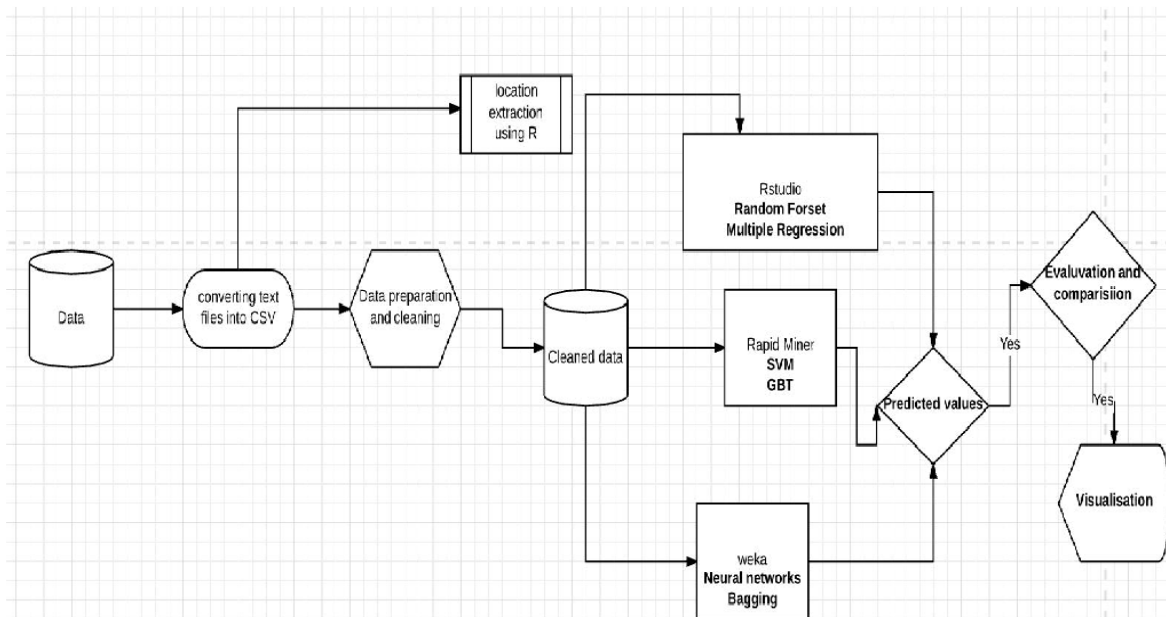 location
extraction
using R
Rstudio
Random Forset
Multiple Regression
Data
converting text
files into CSV
Data preparation
and cleaning
Cleaned data
Rapid Miner
SVM
GBT
Predicted values
Yes
Evaluvation and
comparisiion
Yes
Visualisation
weka
Neural networks
Bagging